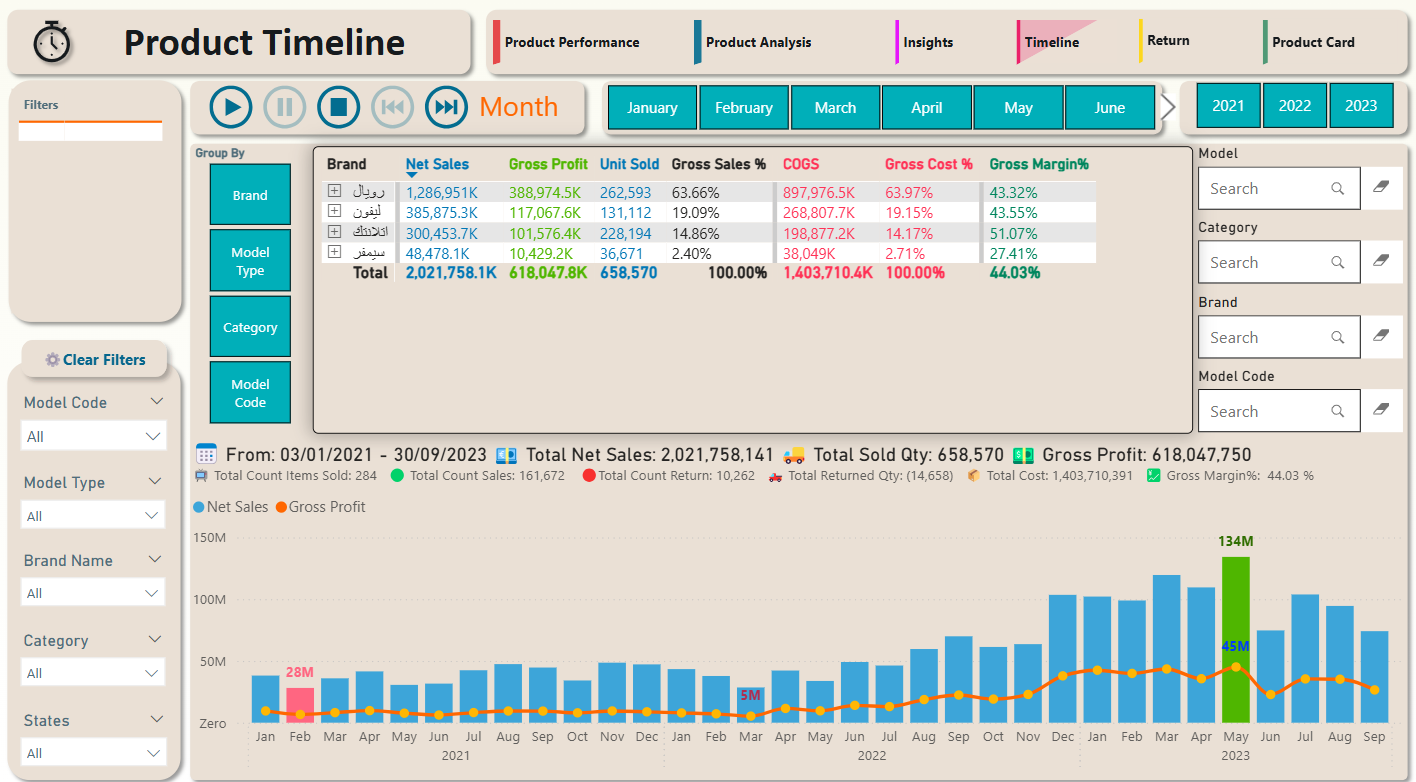 Product Timeline
Product Performance
Product Analysis
Insights
Timeline
Return
Product Card
Filters
Month
January
February
March
April
May
June
2021
2022
2023
Group By
Brand
Model Type
Category
Model Code
Brand Net Sales Gross Profit Unit Sold Gross Sales % COGS Gross Cost % Gross Margin%
رويال 1,286,951K 388,974.5K 262,593 63.66% 897,976.5K 63.97% 43.32%
ليفون 385,875.3K 117,067.6K 131,112 19.09% 268,807.7K 19.15% 43.55%
اتلانتك 300,453.7K 101,576.4K 228,194 14.86% 198,877.2K 14.17% 51.07%
سيمفر 48,478.1K 10,429.2K 36,671 2.40% 38,049K 2.71% 27.41%
Total 2,021,758.1K 618,047.8K 658,570 100.00% 1,403,710.4K 100.00% 44.03%
Model
Search
Category
Search
Brand
Search
Model Code
Search
Clear Filters
Model Code
All
Model Type
All
Brand Name
All
Category
All
States
All
From: 03/01/2021 - 30/09/2023 Total Net Sales: 2,021,758,141 Total Sold Qty: 658,570 Gross Profit: 618,047,750
Total Count Items Sold: 284 Total Count Sales: 161,672 Total Count Return: 10,262 Total Returned Qty: (14,658) Total Cost: 1,403,710,391 Gross Margin%: 44.03 %
Net Sales Gross Profit
150M
134M
100M
50M
28M
5M
45M
Zero
Jan Feb Mar Apr May Jun Jul Aug Sep Oct Nov Dec Jan Feb Mar Apr May Jun Jul Aug Sep Oct Nov Dec Jan Feb Mar Apr May Jun Jul Aug Sep
2021 2022 2023